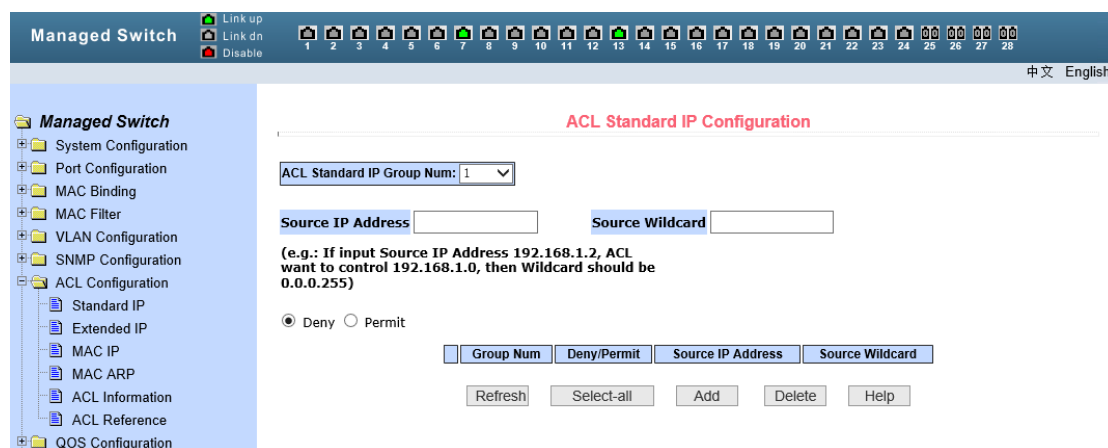 Managed Switch
Link up
Link dn
Disable
1 2 3 4 5 6 7 8 9 10 11 12 13 14 15 16 17 18 19 20 21 22 23 24 25 26 27 28
中文 English
Managed Switch
System Configuration
Port Configuration
MAC Binding
MAC Filter
VLAN Configuration
SNMP Configuration
ACL Configuration
Standard IP
Extended IP
MAC IP
MAC ARP
ACL Information
ACL Reference
QOS Configuration
ACL Standard IP Configuration
ACL Standard IP Group Num: 1
Source IP Address Source Wildcard
(e.g.: If input Source IP Address 192.168.1.2, ACL
want to control 192.168.1.0, then Wildcard should be
0.0.0.255)
Deny Permit
Group Num Deny/Permit Source IP Address Source Wildcard
Refresh Select-all Add Delete Help